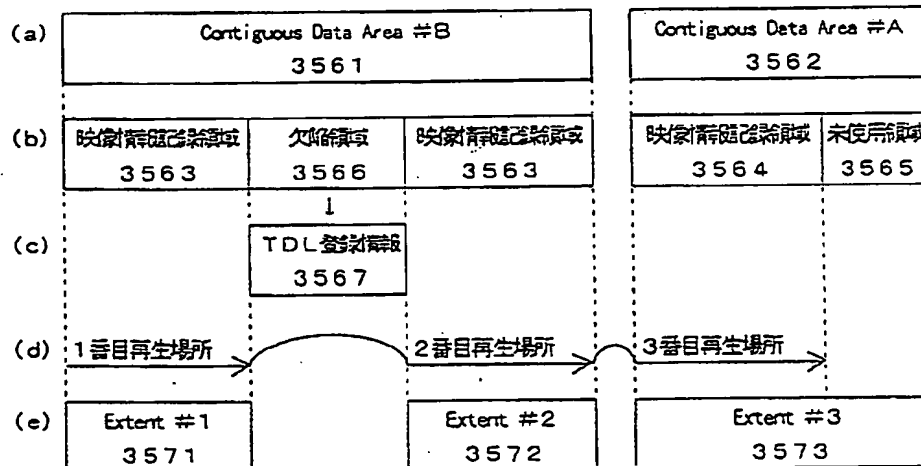 (a) Contiguous Data Area #B Contiguous Data Area #A
3561 3562
(b) 映像情報記録領域 欠陥領域 映像情報記録領域 映像情報記録領域 未使用領域
3563 3566 3563 3564 3565
↓
(c) TDL登録情報
3567
(d) 1番目再生場所 2番目再生場所 3番目再生場所
(e) Extent #1 Extent #2 Extent #3
3571 3572 3573